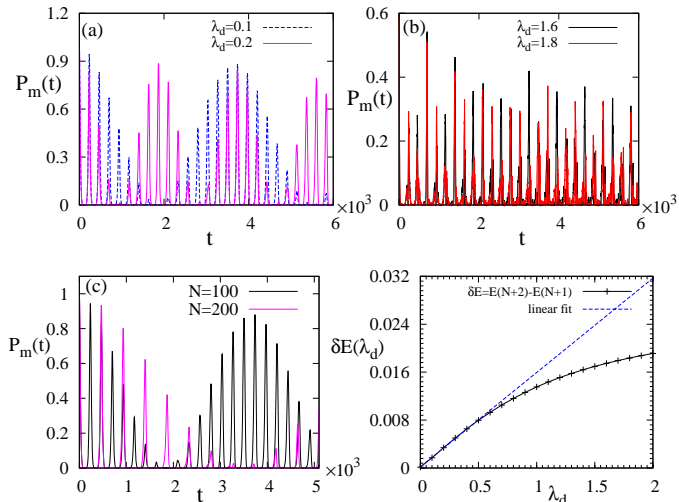 (a)
λd=0.1
λd=0.2
Pm(t)
0.9
0.6
0.3
0
0 2 4 6
×10³
t
(b)
λd=1.6
λd=1.8
Pm(t)
0.6
0.4
0.2
0
0 2 4 6
×10³
t
(c)
N=100
N=200
Pm(t)
1
0.8
0.6
0.4
0.2
0
0 1 2 3 4 5
×10³
t
δE=E(N+2)-E(N+1)
linear fit
δE(λd)
0.032
0.024
0.016
0.008
0
0 0.5 1 1.5 2
λd